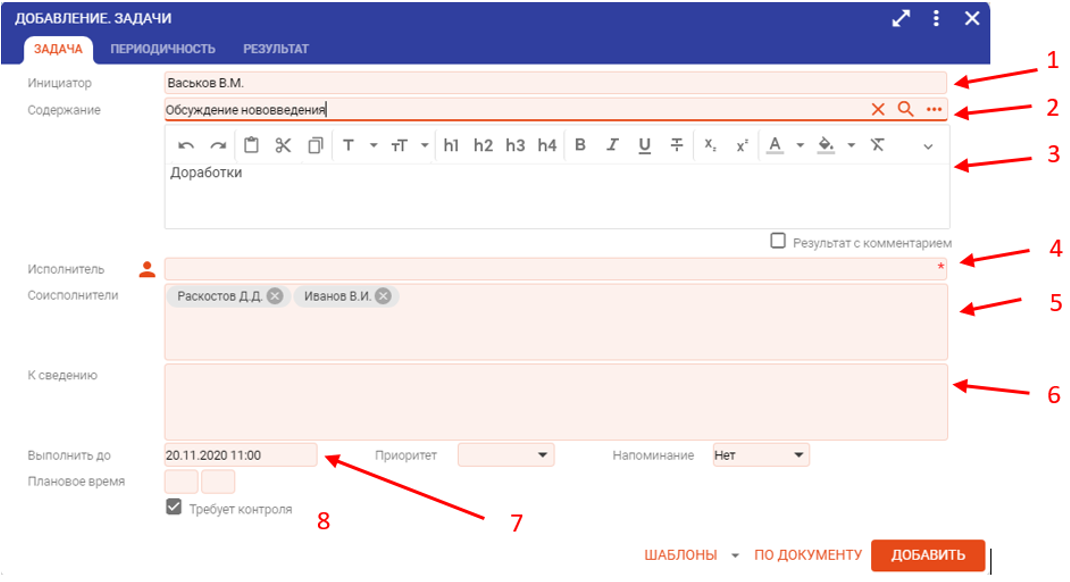 ДОБАВЛЕНИЕ. ЗАДАЧИ
ЗАДАЧА ПЕРИОДИЧНОСТЬ РЕЗУЛЬТАТ
Инициатор Васьков В.М. 1
Содержание Обсуждение нововведения 2
T тT h1 h2 h3 h4 B I U T x₂ x² A
Доработки 3
Результат с комментарием
Исполнитель * 4
Соисполнители Раскостов Д.Д. Иванов В.И. 5
К сведению 6
Выполнить до 20.11.2020 11:00 Приоритет Напоминание Нет
Плановое время
Требует контроля 8 7
ШАБЛОНЫ ПО ДОКУМЕНТУ ДОБАВИТЬ